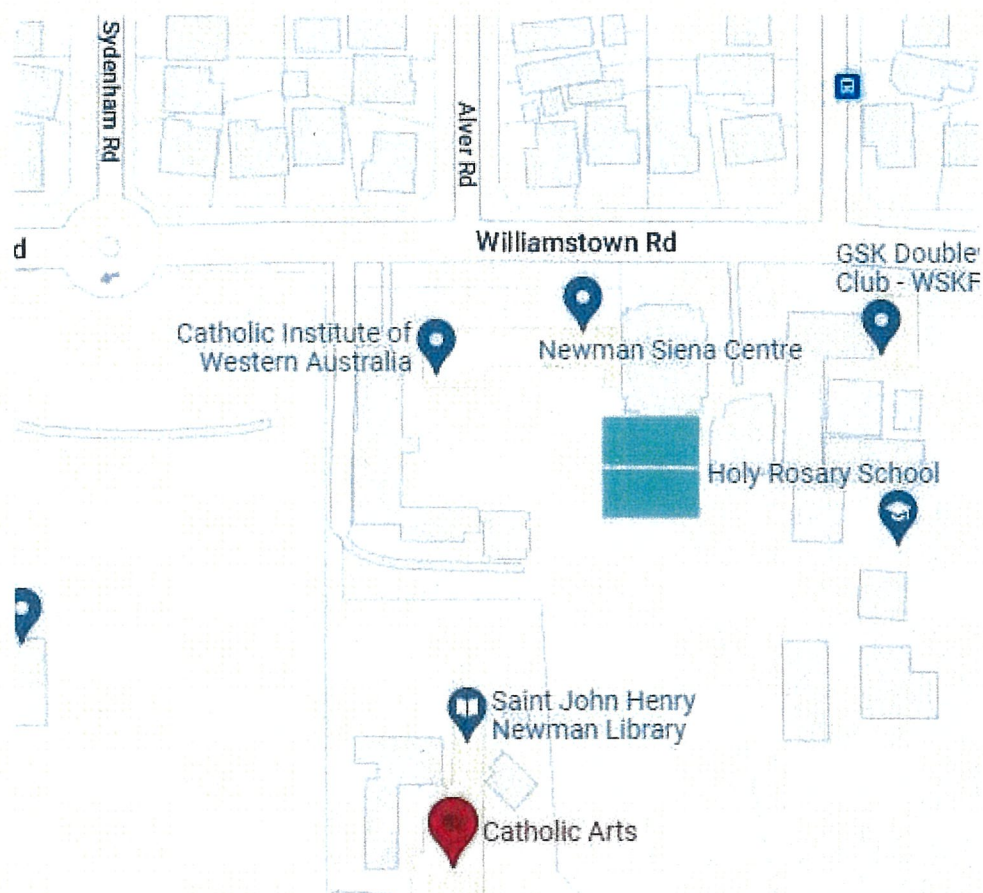 Sydenham Rd
Alver Rd
d
Williamstown Rd
GSK Double
Club - WSKF
Catholic Institute of
Western Australia
Newman Siena Centre
Holy Rosary School
Saint John Henry
Newman Library
Catholic Arts